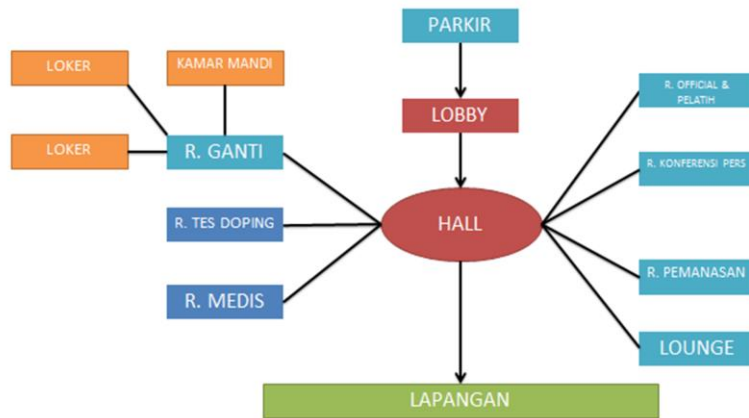 PARKIR
LOKER
KAMAR MANDI
R. OFFICIAL &
PELATIH
LOBBY
LOKER
R. GANTI
R. KONFERENSI PERS
R. TES DOPING
HALL
R. PEMANASAN
R. MEDIS
LOUNGE
LAPANGAN